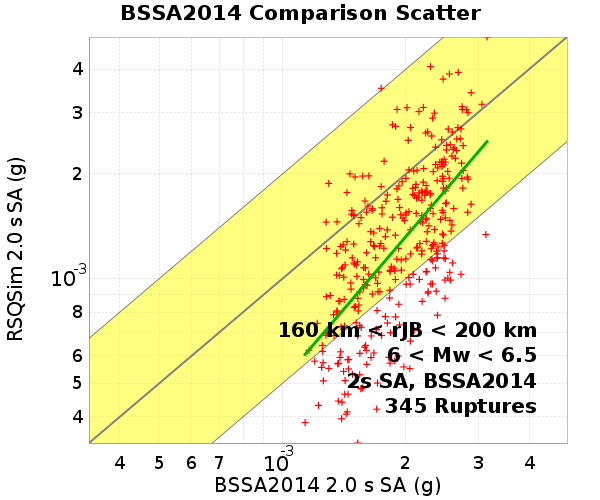 BSSA2014 Comparison Scatter
RSQSim 2.0 s SA (g)
4
3
2
10-3
8
6
5
4
160 km < rJB < 200 km
6 < Mw < 6.5
2s SA, BSSA2014
345 Ruptures
4 5 6 7 10-3 2 3 4
BSSA2014 2.0 s SA (g)